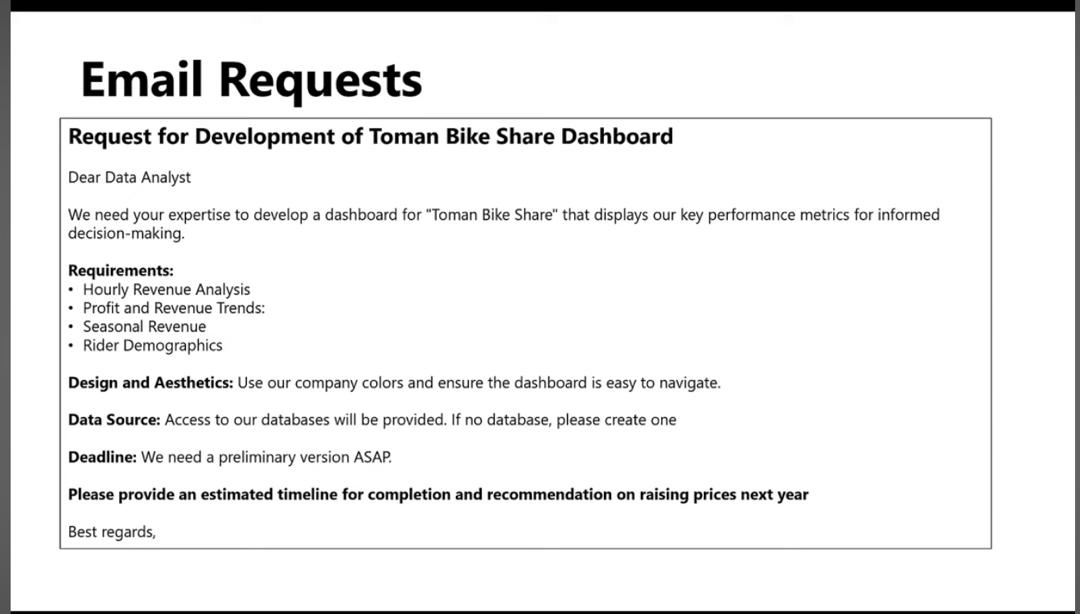 Email Requests
Request for Development of Toman Bike Share Dashboard
Dear Data Analyst
We need your expertise to develop a dashboard for "Toman Bike Share" that displays our key performance metrics for informed
decision-making.
Requirements:
• Hourly Revenue Analysis
• Profit and Revenue Trends:
• Seasonal Revenue
• Rider Demographics
Design and Aesthetics: Use our company colors and ensure the dashboard is easy to navigate.
Data Source: Access to our databases will be provided. If no database, please create one
Deadline: We need a preliminary version ASAP.
Please provide an estimated timeline for completion and recommendation on raising prices next year
Best regards,